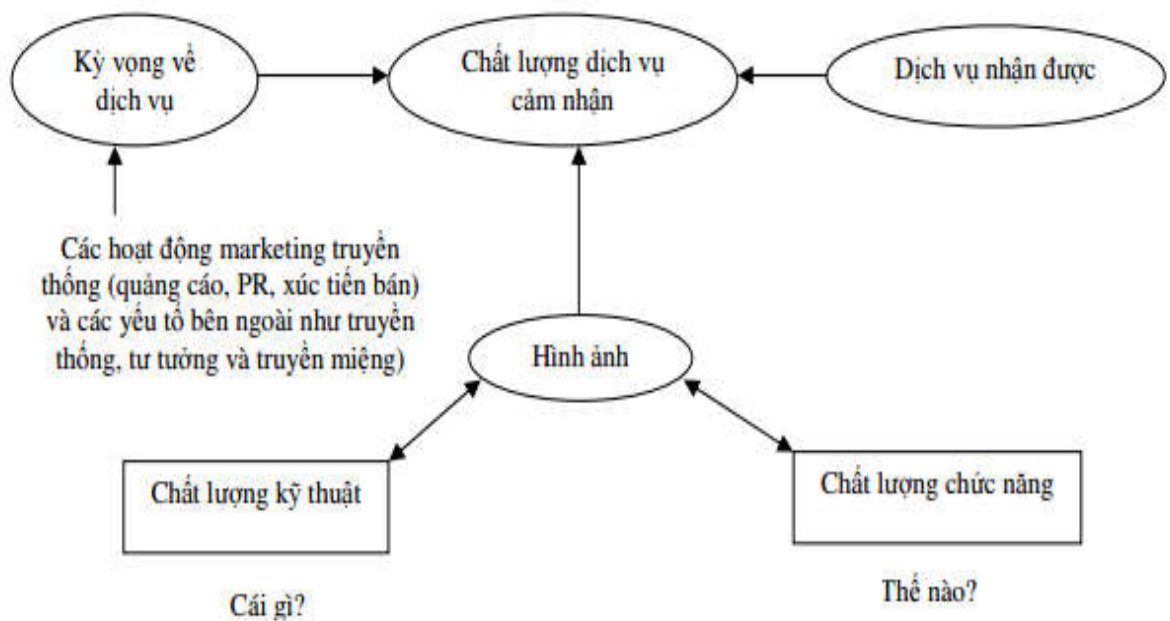 Kỳ vọng về
dịch vụ
Chất lượng dịch vụ
cảm nhận
Dịch vụ nhận được
Các hoạt động marketing truyền
thống (quảng cáo, PR, xúc tiến bán)
và các yếu tố bên ngoài như truyền
thống, tư tưởng và truyền miệng)
Hình ảnh
Chất lượng kỹ thuật
Chất lượng chức năng
Cái gì?
Thế nào?